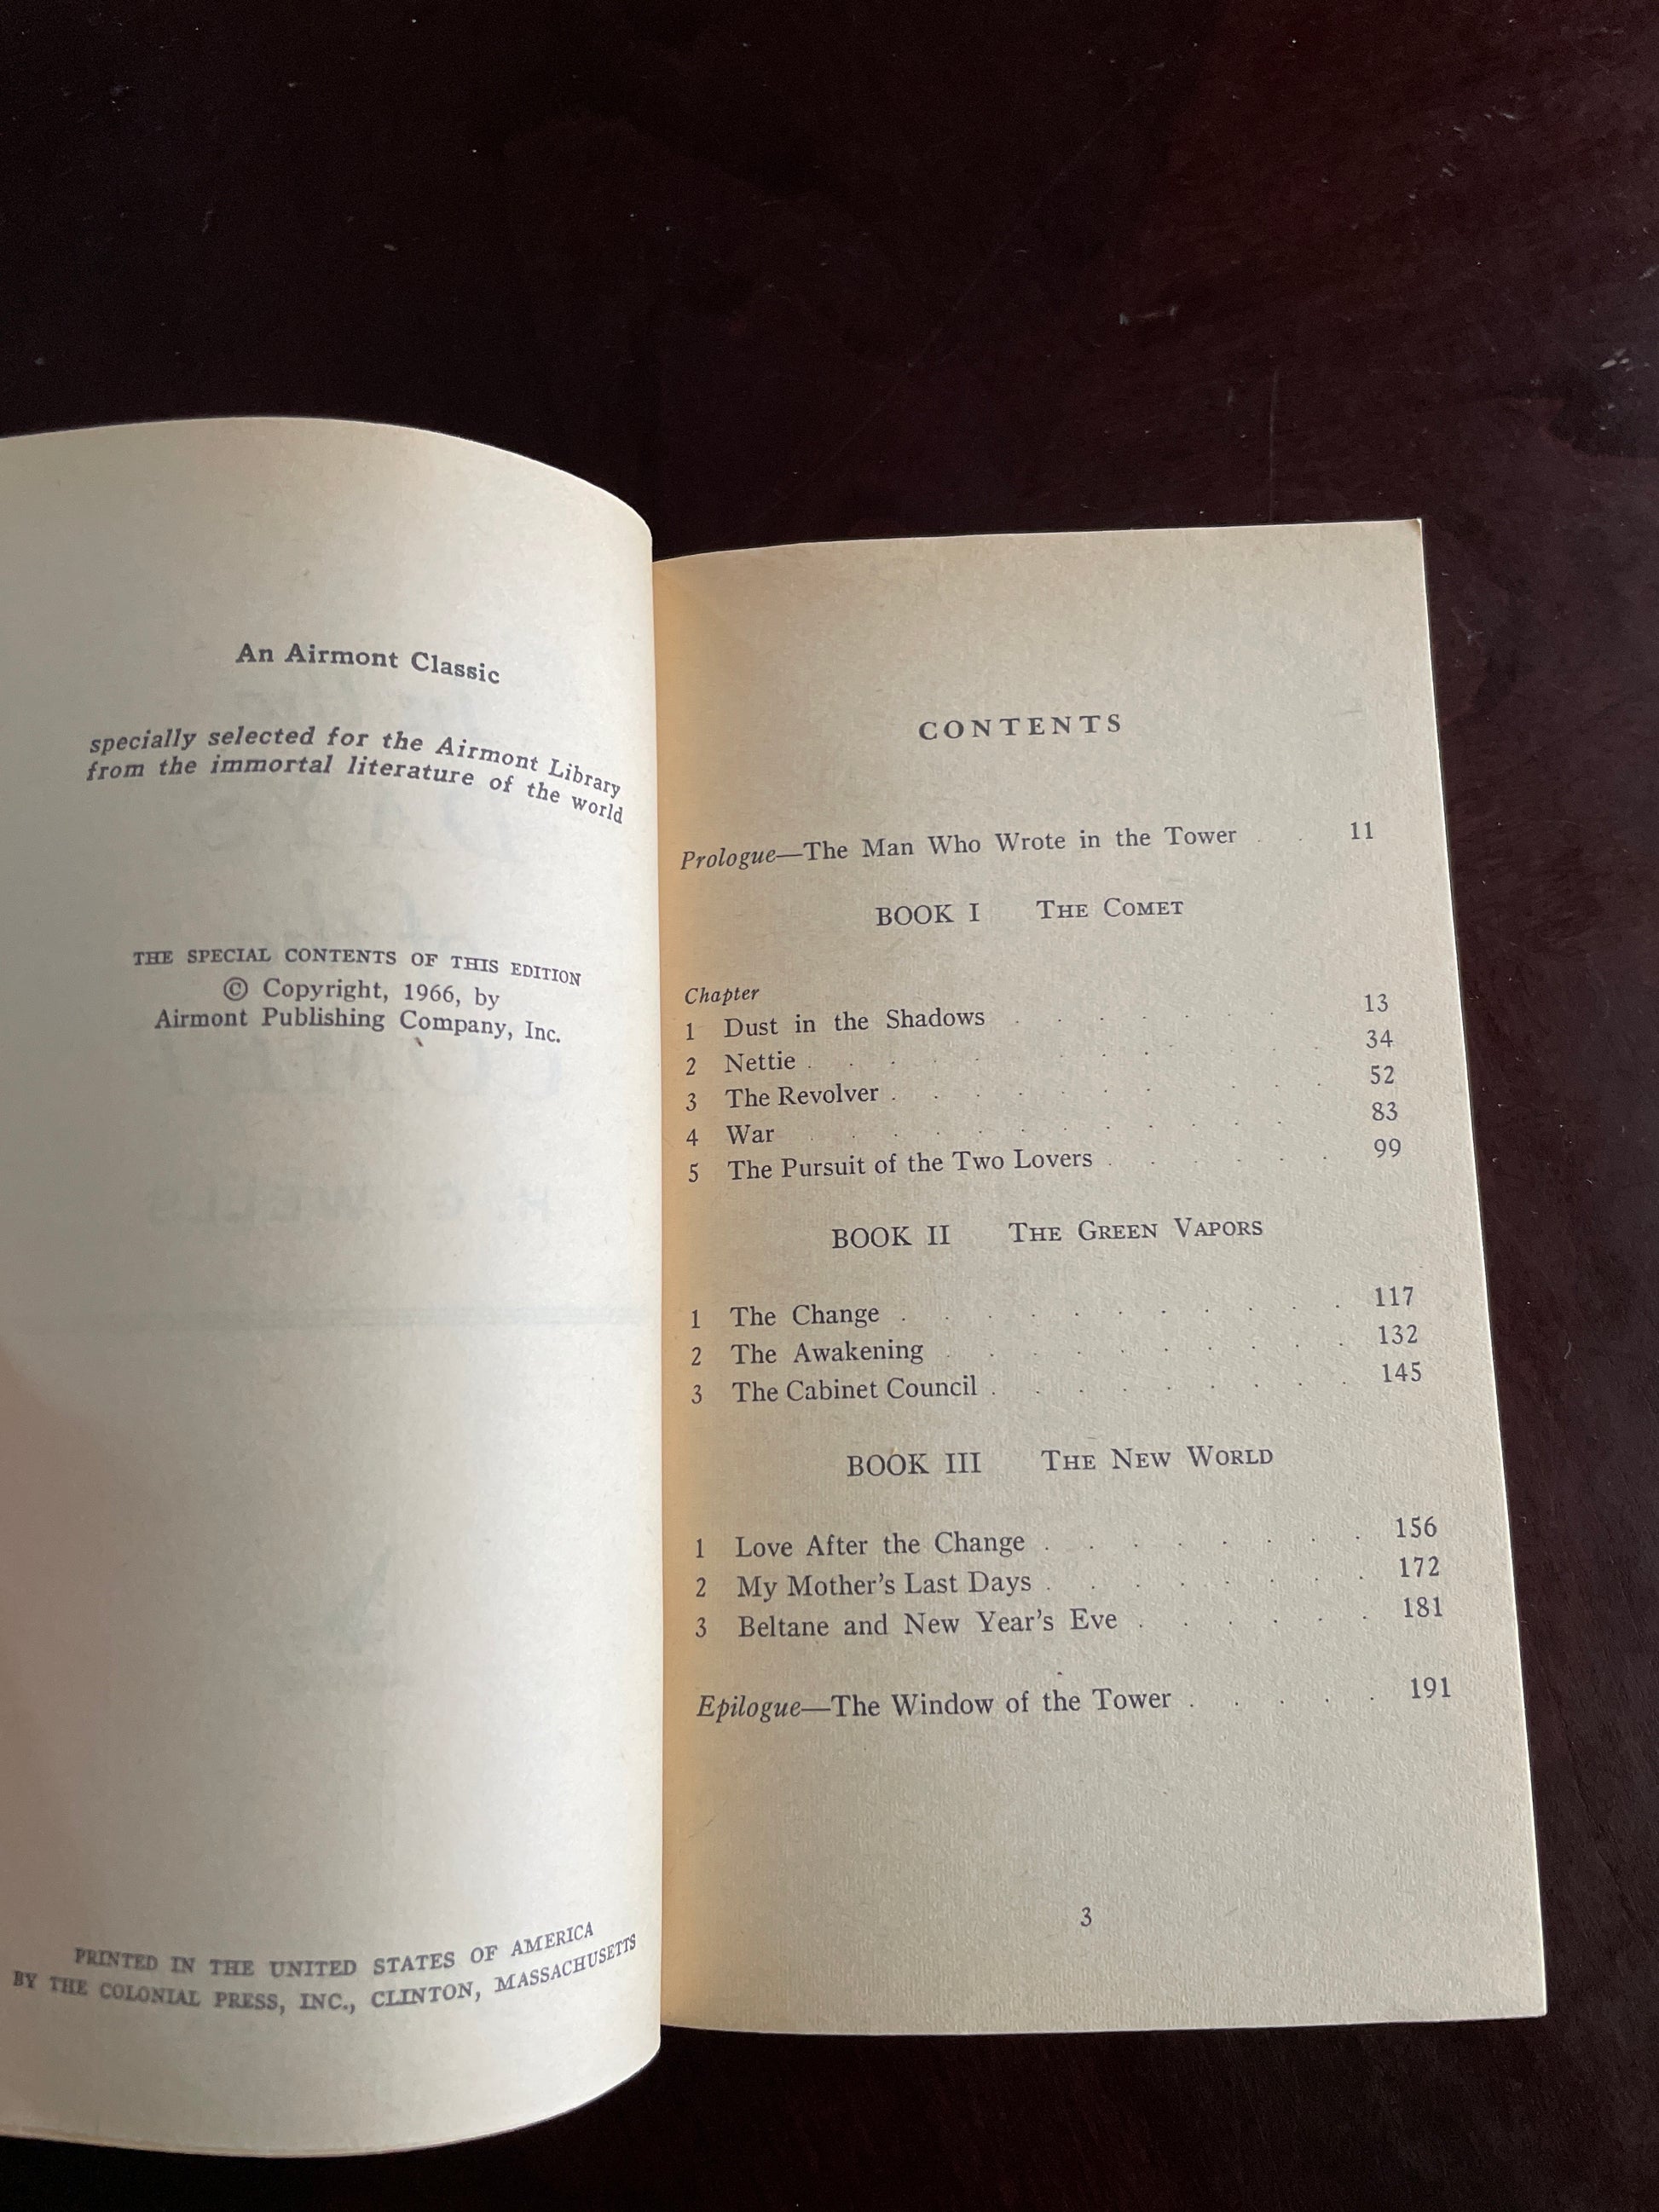 An Airmont Classic
specially selected for the Airmont Library
from the immortal literature of the world
THE SPECIAL CONTENTS OF THIS EDITION
© Copyright, 1966, by
Airmont Publishing Company, Inc.
PRINTED IN THE UNITED STATES OF AMERICA
BY THE COLONIAL PRESS, INC., CLINTON, MASSACHUSETTS
CONTENTS
Prologue—The Man Who Wrote in the Tower . . 11
BOOK I The Comet
Chapter
1 Dust in the Shadows . . . . . . . 13
2 Nettie . . . . . . . . . . 34
3 The Revolver . . . . . . . . . . 52
4 War . . . . . . . . . . . . 83
5 The Pursuit of the Two Lovers . . . . . . 99
BOOK II The Green Vapors
1 The Change . . . . . . . . . . . 117
2 The Awakening . . . . . . . . . . 132
3 The Cabinet Council . . . . . . . . . 145
BOOK III The New World
1 Love After the Change . . . . . . . . 156
2 My Mother's Last Days . . . . . . . . 172
3 Beltane and New Year's Eve . . . . . . 181
Epilogue—The Window of the Tower . . . . . 191
3